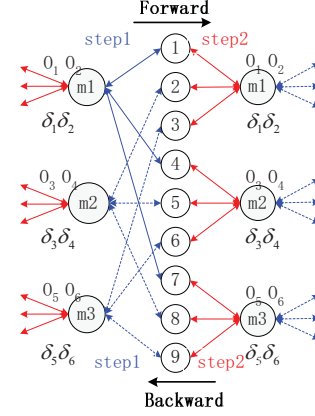 Forward
step1 1 step2
O₁ O₂ O₁ O₂
m1 2 m1
δ₁δ₂ 3 δ₁δ₂
4
O₃ O₄ O₃ O₄
m2 5 m2
δ₃δ₄ 6 δ₃δ₄
7
O₅ O₆ O₅ O₆
m3 8 m3
δ₅δ₆ δ₅δ₆
step1 9 step2
Backward